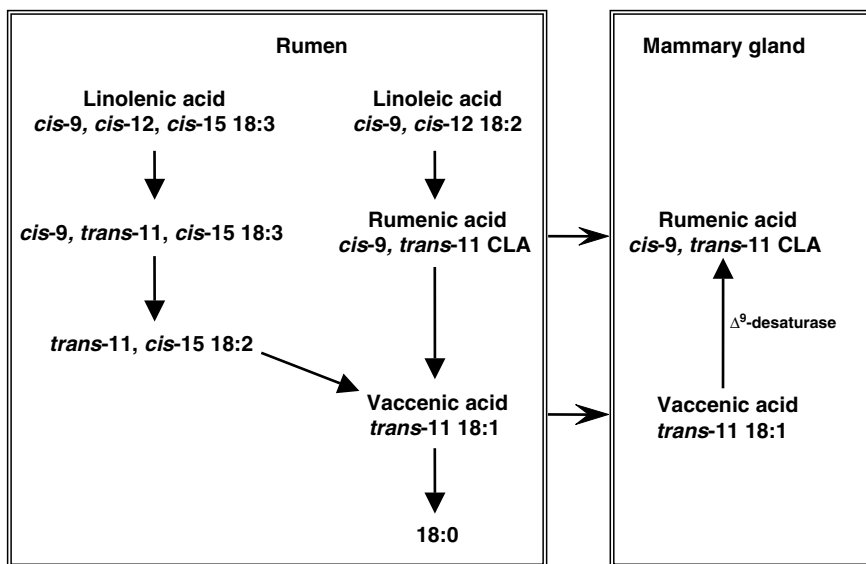 Rumen
Linolenic acid
cis-9, cis-12, cis-15 18:3
Linoleic acid
cis-9, cis-12 18:2
cis-9, trans-11, cis-15 18:3
Rumenic acid
cis-9, trans-11 CLA
trans-11, cis-15 18:2
Vaccenic acid
trans-11 18:1
18:0
Mammary gland
Rumenic acid
cis-9, trans-11 CLA
Δ⁹-desaturase
Vaccenic acid
trans-11 18:1